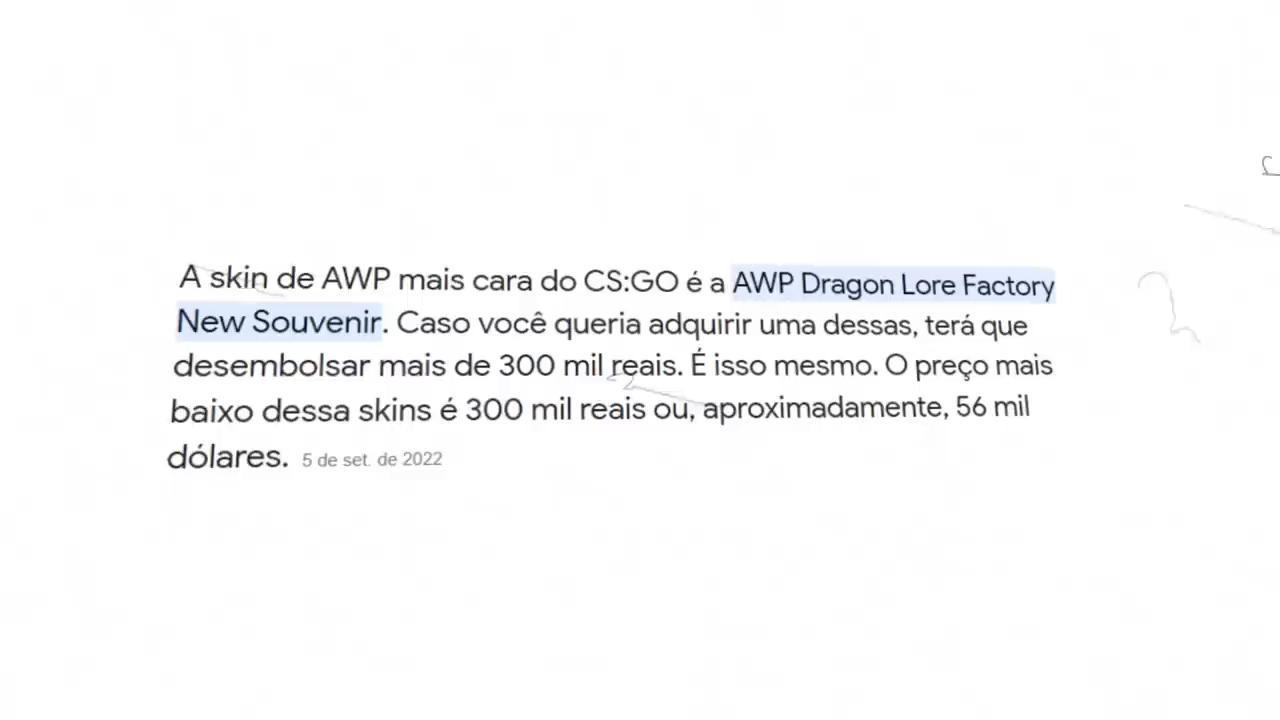 A skin de AWP mais cara do CS:GO é a AWP Dragon Lore Factory
New Souvenir. Caso você queria adquirir uma dessas, terá que
desembolsar mais de 300 mil reais. É isso mesmo. O preço mais
baixo dessa skins é 300 mil reais ou, aproximadamente, 56 mil
dólares. 5 de set. de 2022